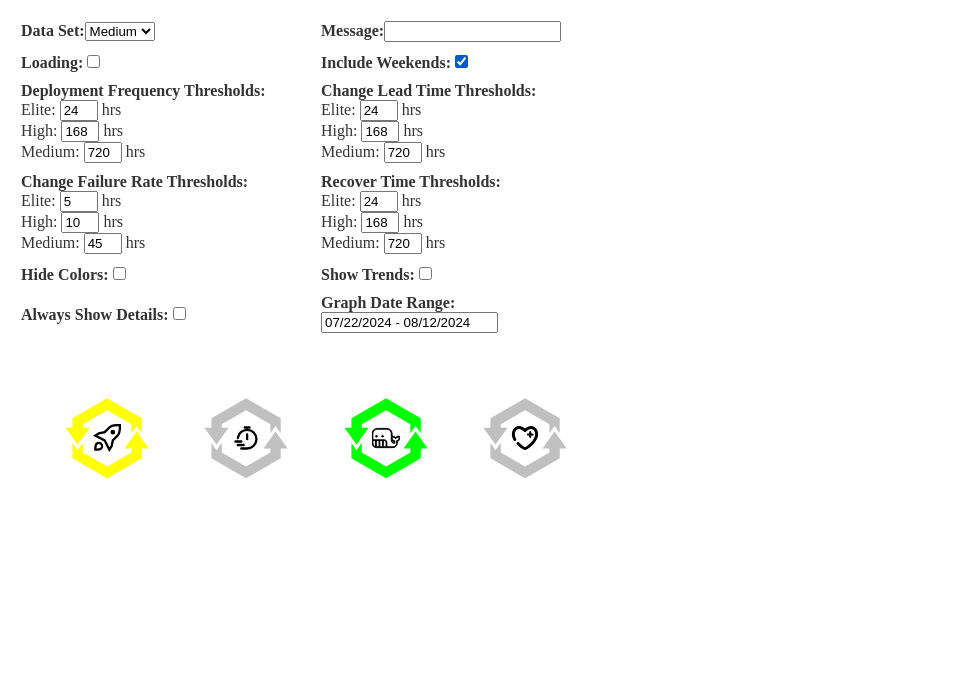 Data Set: Medium
Message:
Loading:
Include Weekends:
Deployment Frequency Thresholds:
Elite: 24 hrs
High: 168 hrs
Medium: 720 hrs
Change Lead Time Thresholds:
Elite: 24 hrs
High: 168 hrs
Medium: 720 hrs
Change Failure Rate Thresholds:
Elite: 5 hrs
High: 10 hrs
Medium: 45 hrs
Recover Time Thresholds:
Elite: 24 hrs
High: 168 hrs
Medium: 720 hrs
Hide Colors:
Show Trends:
Always Show Details:
Graph Date Range:
07/22/2024 - 08/12/2024